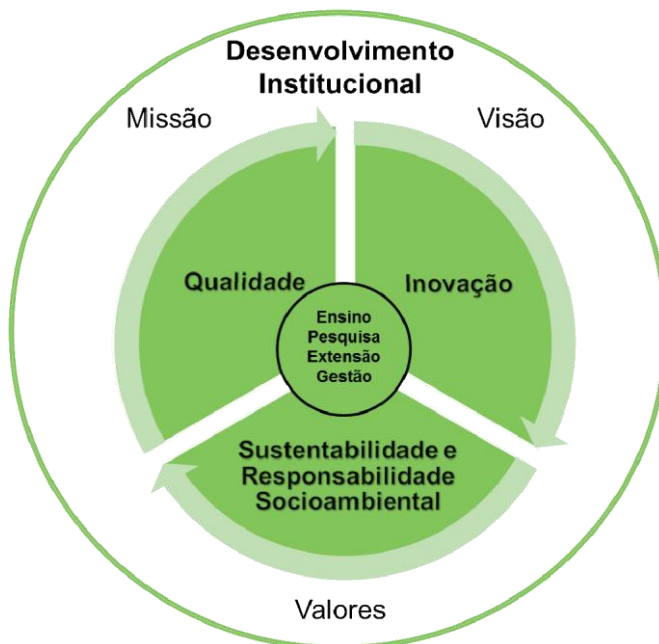 Desenvolvimento
Institucional
Missão
Visão
Qualidade
Inovação
Ensino
Pesquisa
Extensão
Gestão
Sustentabilidade e
Responsabilidade
Socioambiental
Valores